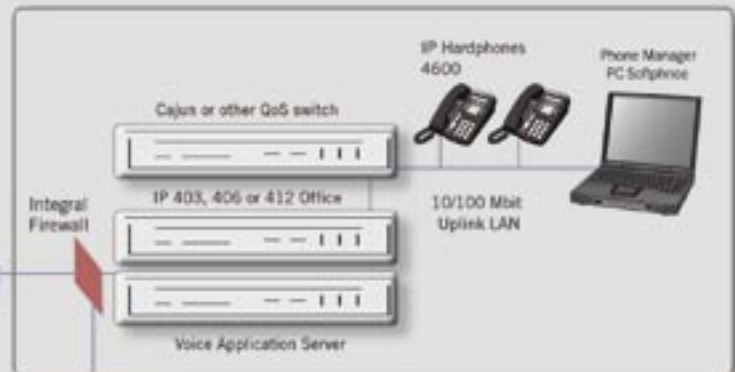 IP Hardphones
4600
Phone Manager
PC Softphnoe
Cajun or other QoS switch
IP 403, 406 or 412 Office
Integral
Firewall
10/100 Mbit
Uplink LAN
Voice Application Server